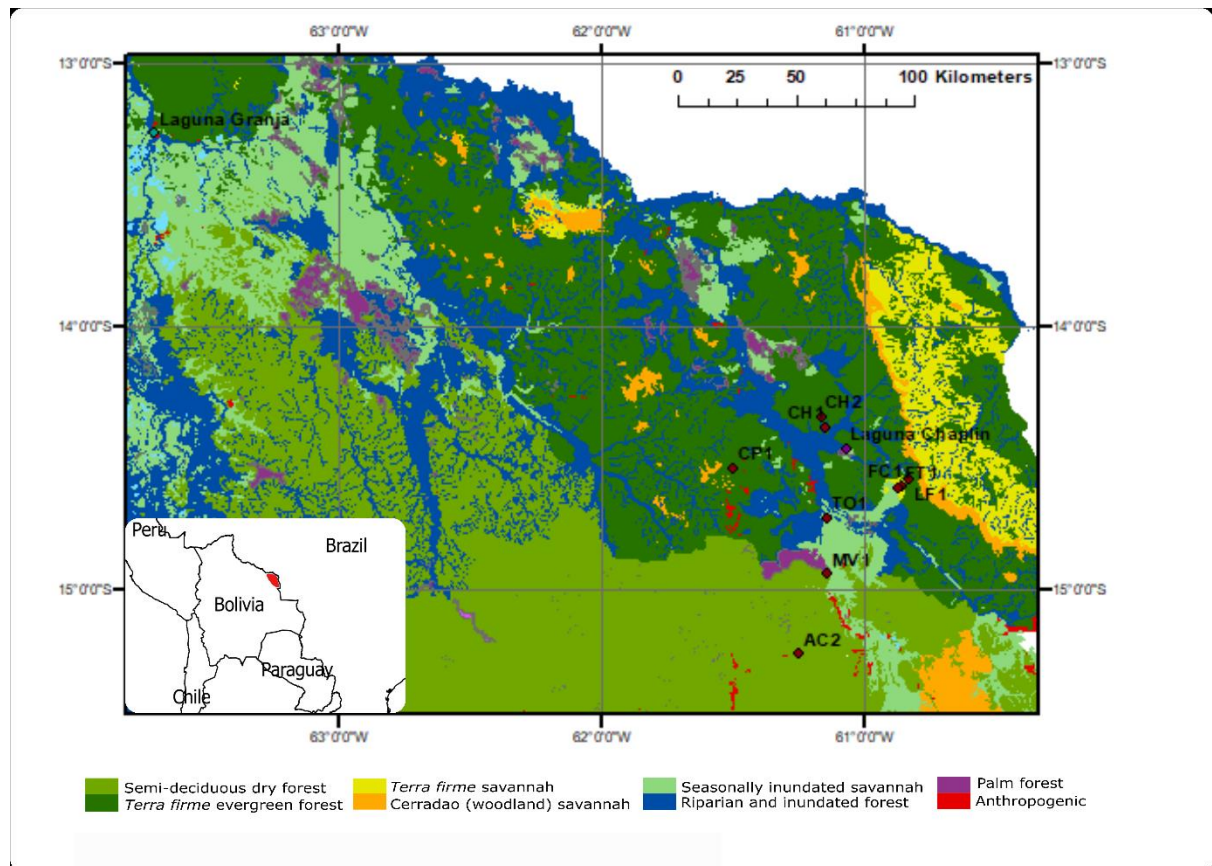 63°0'0"W 62°0'0"W 61°0'0"W
13°0'0"S 13°0'0"S
0 25 50 100 Kilometers
Laguna Granja
14°0'0"S 14°0'0"S
CH2
CH1
Laguna Chaplin
CP1
FC1 FT1
LF1
TO1
MV1
15°0'0"S 15°0'0"S
AC2
Peru
Brazil
Bolivia
Paraguay
Chile
63°0'0"W 62°0'0"W 61°0'0"W
Semi-deciduous dry forest Terra firme savannah Seasonally inundated savannah Palm forest
Terra firme evergreen forest Cerradao (woodland) savannah Riparian and inundated forest Anthropogenic